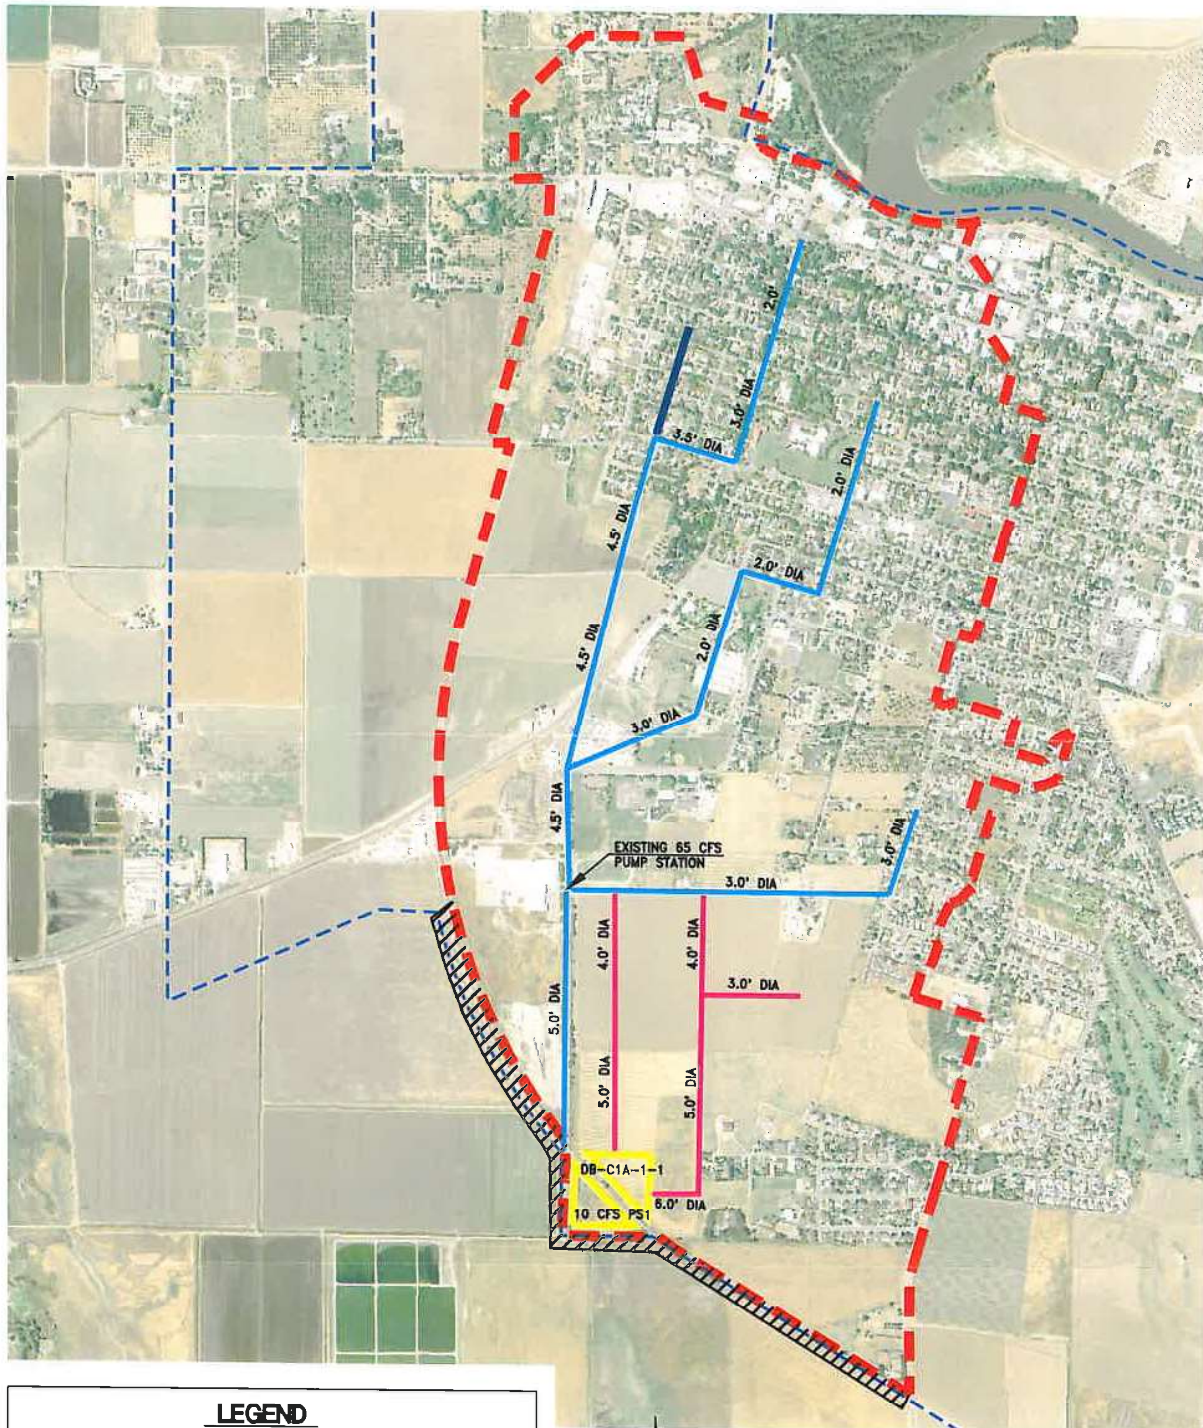 2.0'
3.0' DIA
3.5' DIA
4.5' DIA
2.0' DIA
2.0' DIA
2.0' DIA
4.5' DIA
3.0' DIA
4.5' DIA
EXISTING 65 CFS
PUMP STATION
3.0' DIA
3.0' DIA
4.0' DIA
4.0' DIA
3.0' DIA
5.0' DIA
5.0' DIA
5.0' DIA
DB-C1A-1-1
10 CFS PS1
6.0' DIA
LEGEND